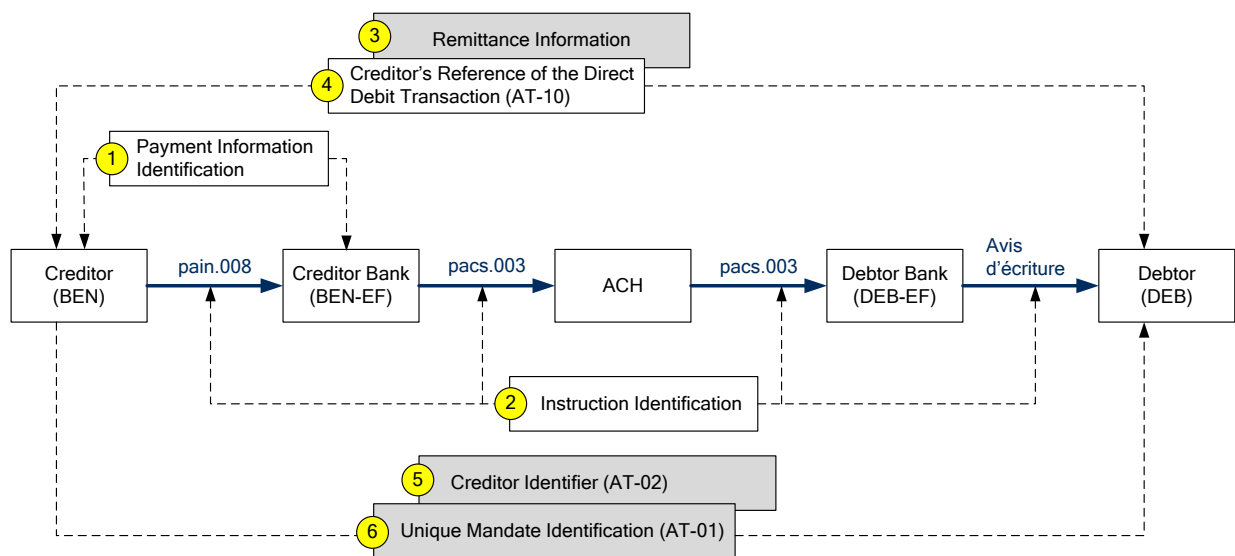 3
Remittance Information
4
Creditor's Reference of the Direct
Debit Transaction (AT-10)
1
Payment Information
Identification
Creditor
(BEN)
pain.008
Creditor Bank
(BEN-EF)
pacs.003
ACH
pacs.003
Debtor Bank
(DEB-EF)
Avis
d'écriture
Debtor
(DEB)
2
Instruction Identification
5
Creditor Identifier (AT-02)
6
Unique Mandate Identification (AT-01)